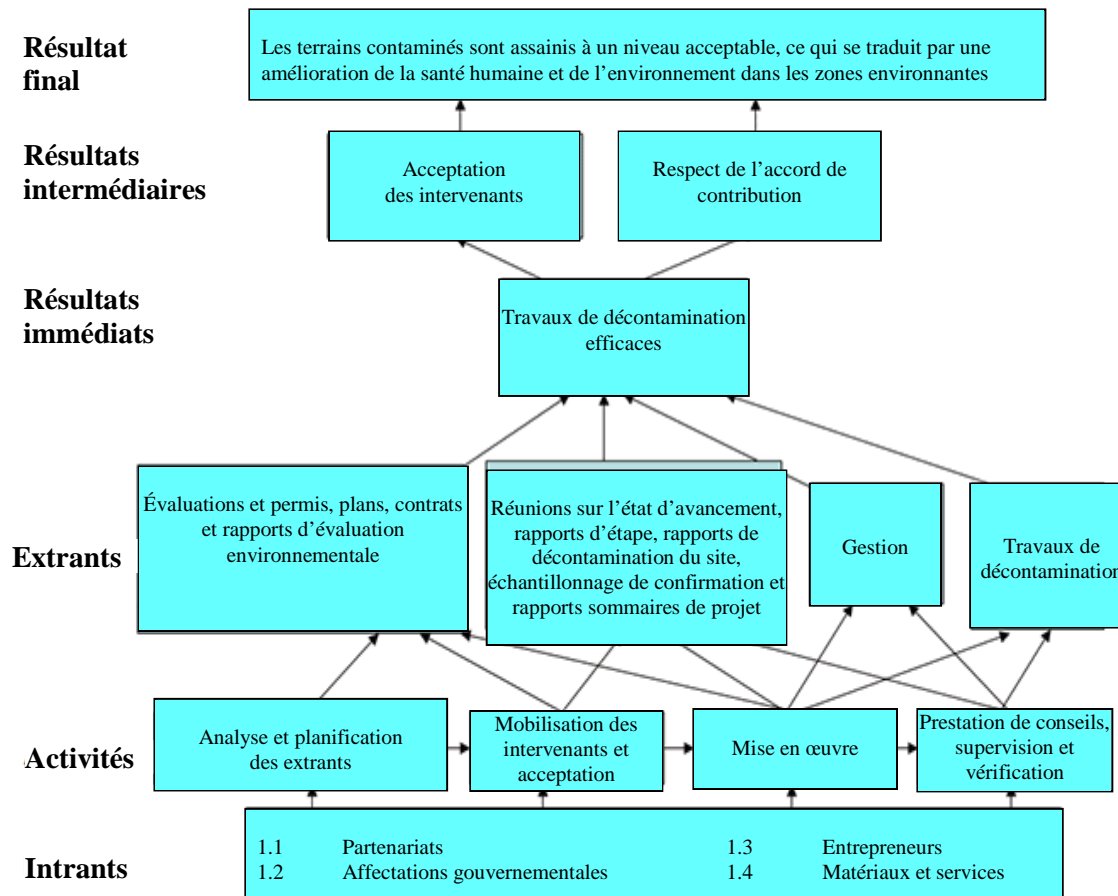 Résultat
final
Les terrains contaminés sont assainis à un niveau acceptable, ce qui se traduit par une
amélioration de la santé humaine et de l’environnement dans les zones environnantes
Résultats
intermédiaires
Acceptation
des intervenants
Respect de l’accord de
contribution
Résultats
immédiats
Travaux de décontamination
efficaces
Extrants
Évaluations et permis, plans, contrats
et rapports d’évaluation
environnementale
Réunions sur l’état d’avancement,
rapports d’étape, rapports de
décontamination du site,
échantillonnage de confirmation et
rapports sommaires de projet
Gestion
Travaux de
décontamination
Activités
Analyse et planification
des extrants
Mobilisation des
intervenants et
acceptation
Mise en œuvre
Prestation de conseils,
supervision et
vérification
Intrants
1.1 Partenariats
1.2 Affectations gouvernementales
1.3 Entrepreneurs
1.4 Matériaux et services